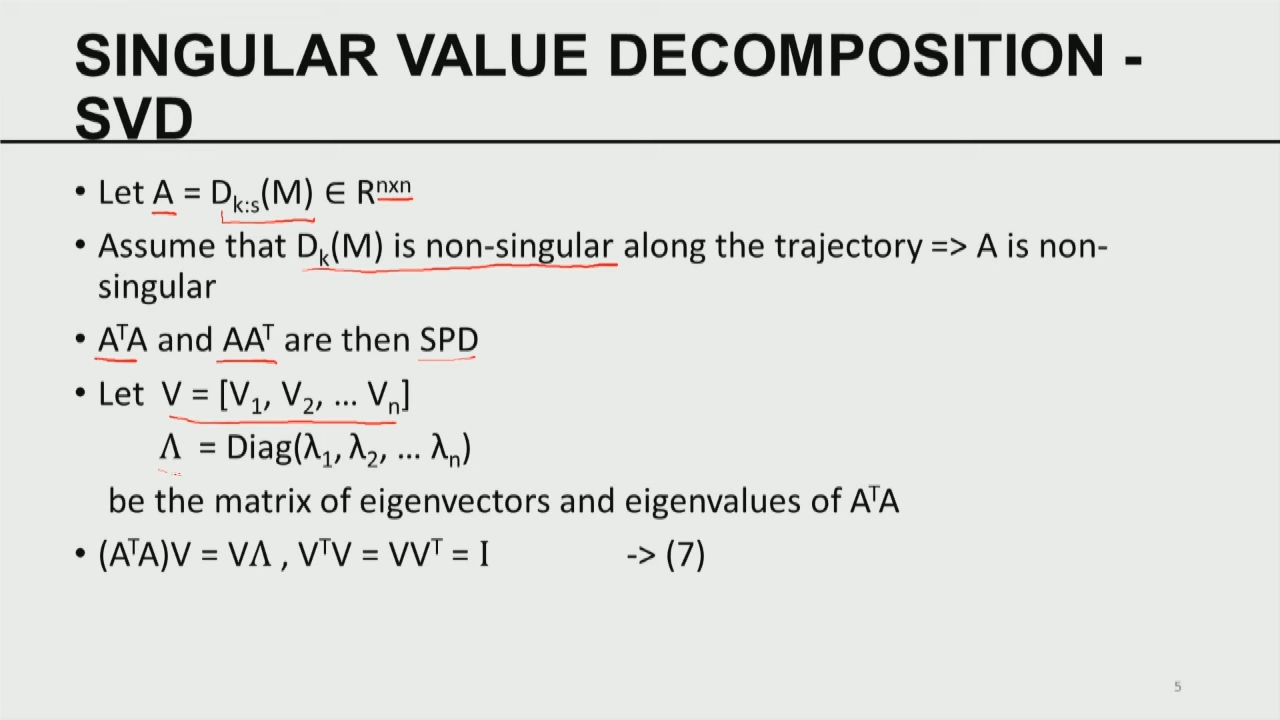 SINGULAR VALUE DECOMPOSITION -
SVD
• Let A = Dk:s(M) ∈ Rnxn
• Assume that Dk(M) is non-singular along the trajectory => A is non-
singular
• AᵀA and AAᵀ are then SPD
• Let V = [V₁, V₂, ... Vₙ]
Λ = Diag(λ₁, λ₂, ... λₙ)
be the matrix of eigenvectors and eigenvalues of AᵀA
• (AᵀA)V = VΛ , VᵀV = VVᵀ = I -> (7)
5